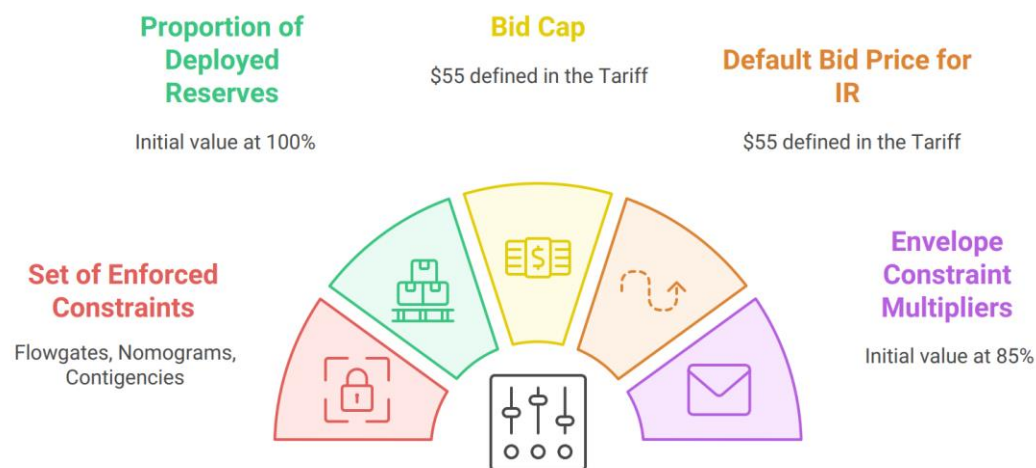 Proportion of
Deployed
Reserves
Initial value at 100%
Bid Cap
$55 defined in the Tariff
Default Bid Price for
IR
$55 defined in the Tariff
Set of Enforced
Constraints
Flowgates, Nomograms,
Contigencies
Envelope
Constraint
Multipliers
Initial value at 85%
$